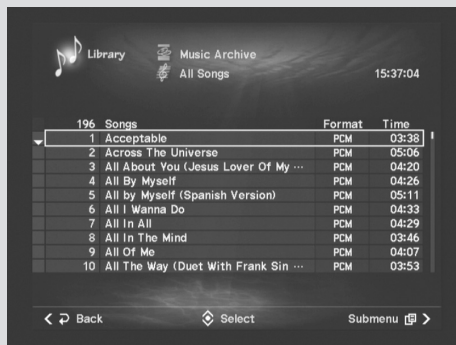 Library
Music Archive
All Songs
15:37:04
196 Songs Format Time
1 Acceptable PCM 03:38
2 Across The Universe PCM 05:06
3 All About You (Jesus Lover Of My ··· PCM 04:20
4 All By Myself PCM 04:26
5 All by Myself (Spanish Version) PCM 05:11
6 All I Wanna Do PCM 04:33
7 All In All PCM 04:29
8 All In The Mind PCM 03:46
9 All Of Me PCM 04:07
10 All The Way (Duet With Frank Sin ··· PCM 03:53
Back Select Submenu